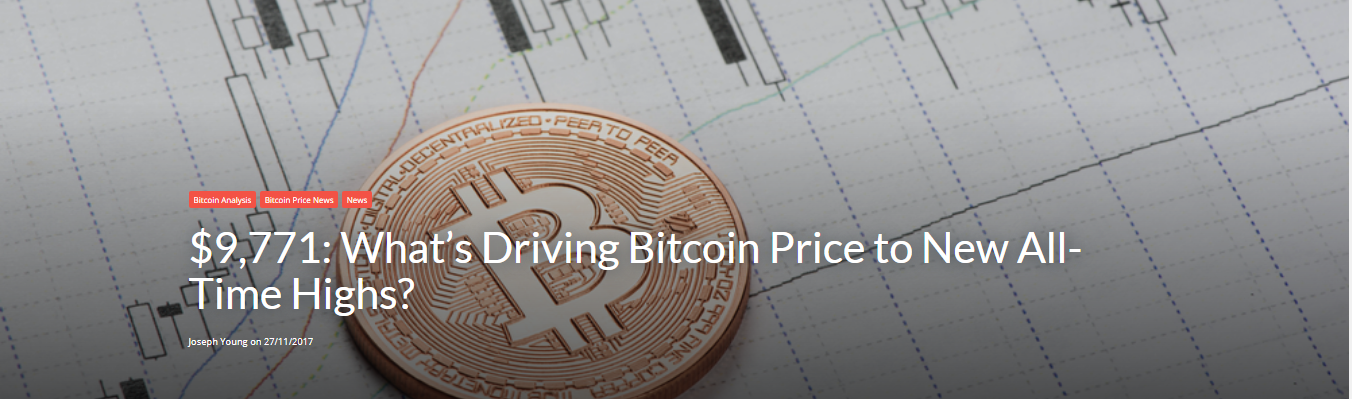 DIGITAL • DECENTRALIZED • PEER TO PEER
Bitcoin Analysis Bitcoin Price News News
$9,771: What's Driving Bitcoin Price to New All-
Time Highs?
Joseph Young on 27/11/2017